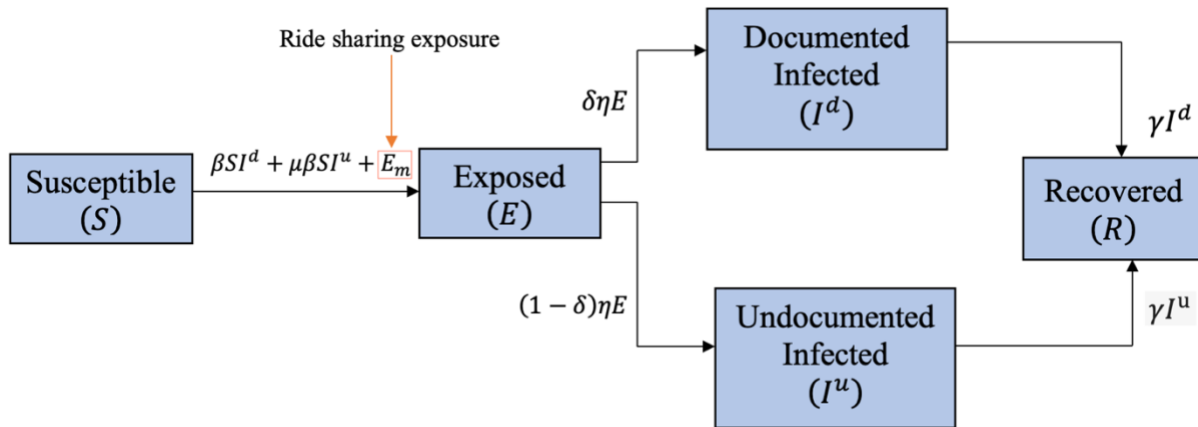 Ride sharing exposure
Susceptible
(S)
βSI^d + μβSI^u + E_m
Exposed
(E)
δηE
(1 − δ)ηE
Documented
Infected
(I^d)
Undocumented
Infected
(I^u)
γI^d
Recovered
(R)
γI^u